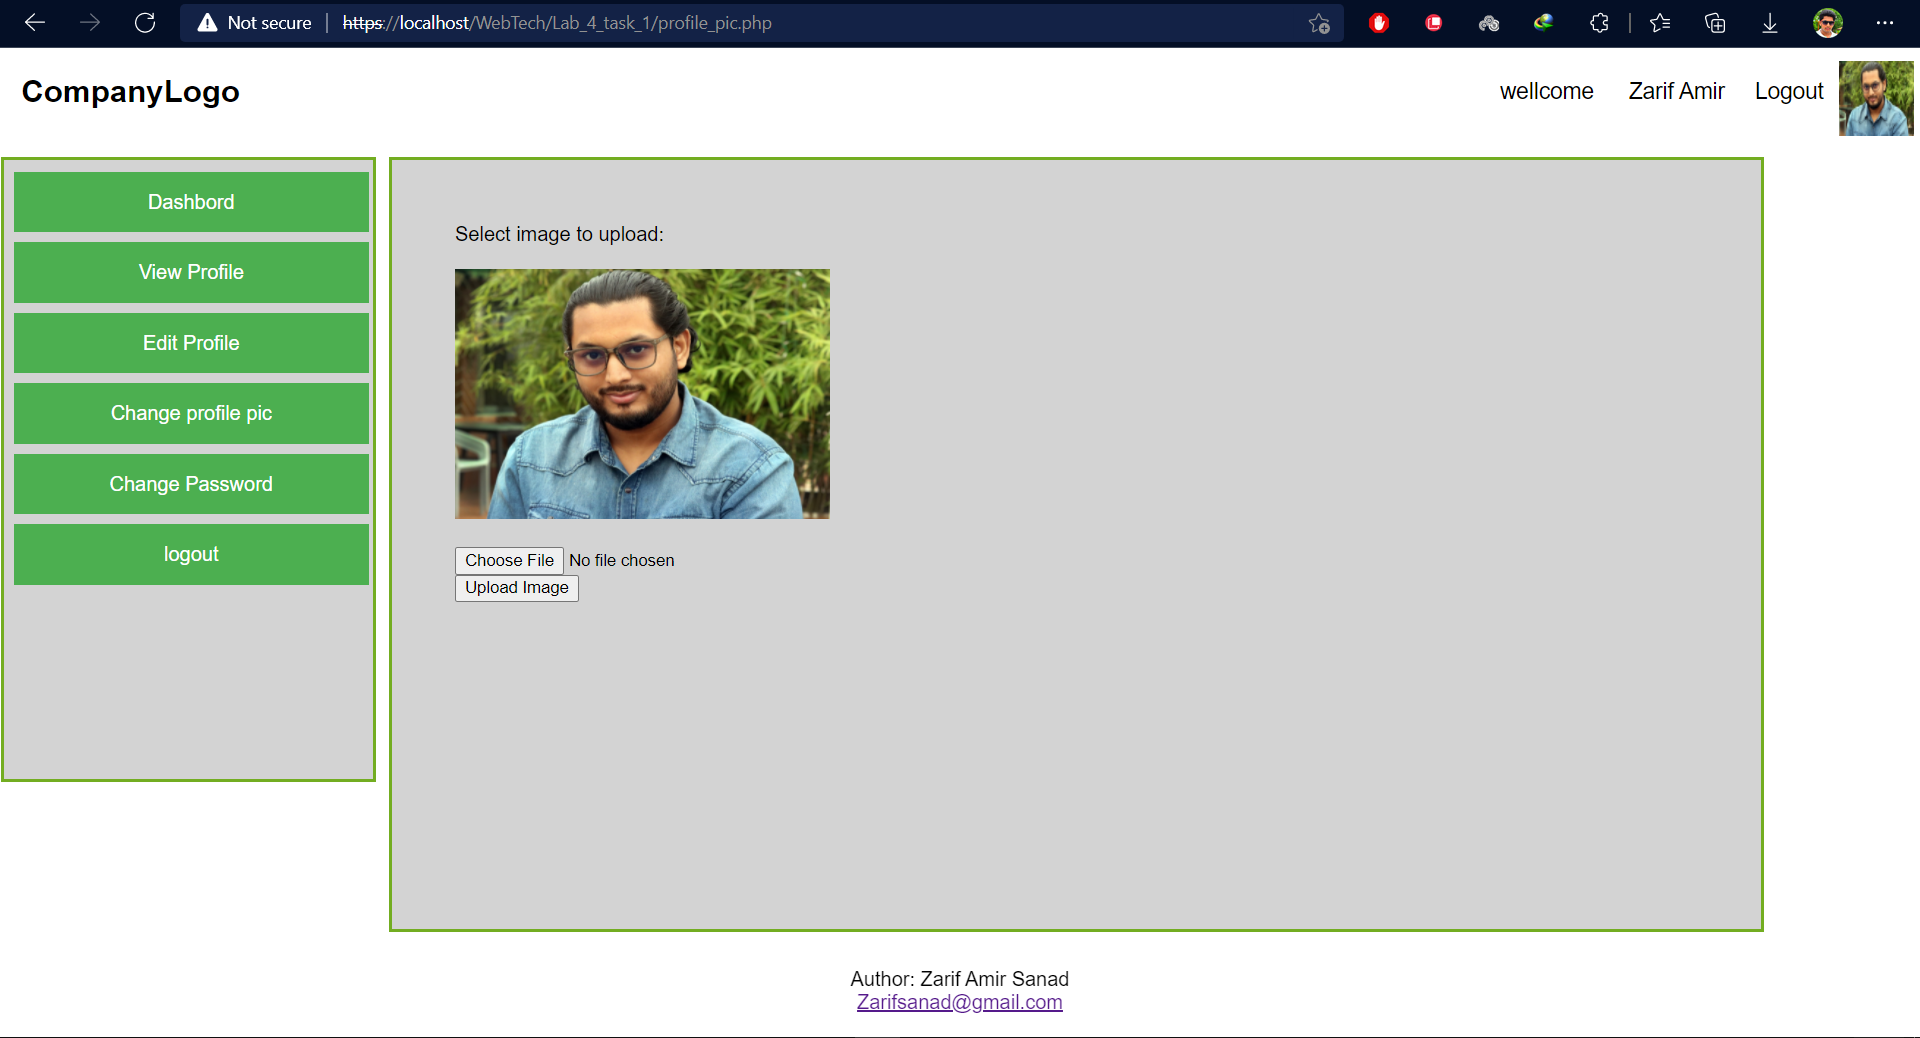 Not secure | https://localhost/WebTech/Lab_4_task_1/profile_pic.php
CompanyLogo
wellcome Zarif Amir Logout
Dashbord
View Profile
Edit Profile
Change profile pic
Change Password
logout
Select image to upload:
Choose File No file chosen
Upload Image
Author: Zarif Amir Sanad
Zarifsanad@gmail.com